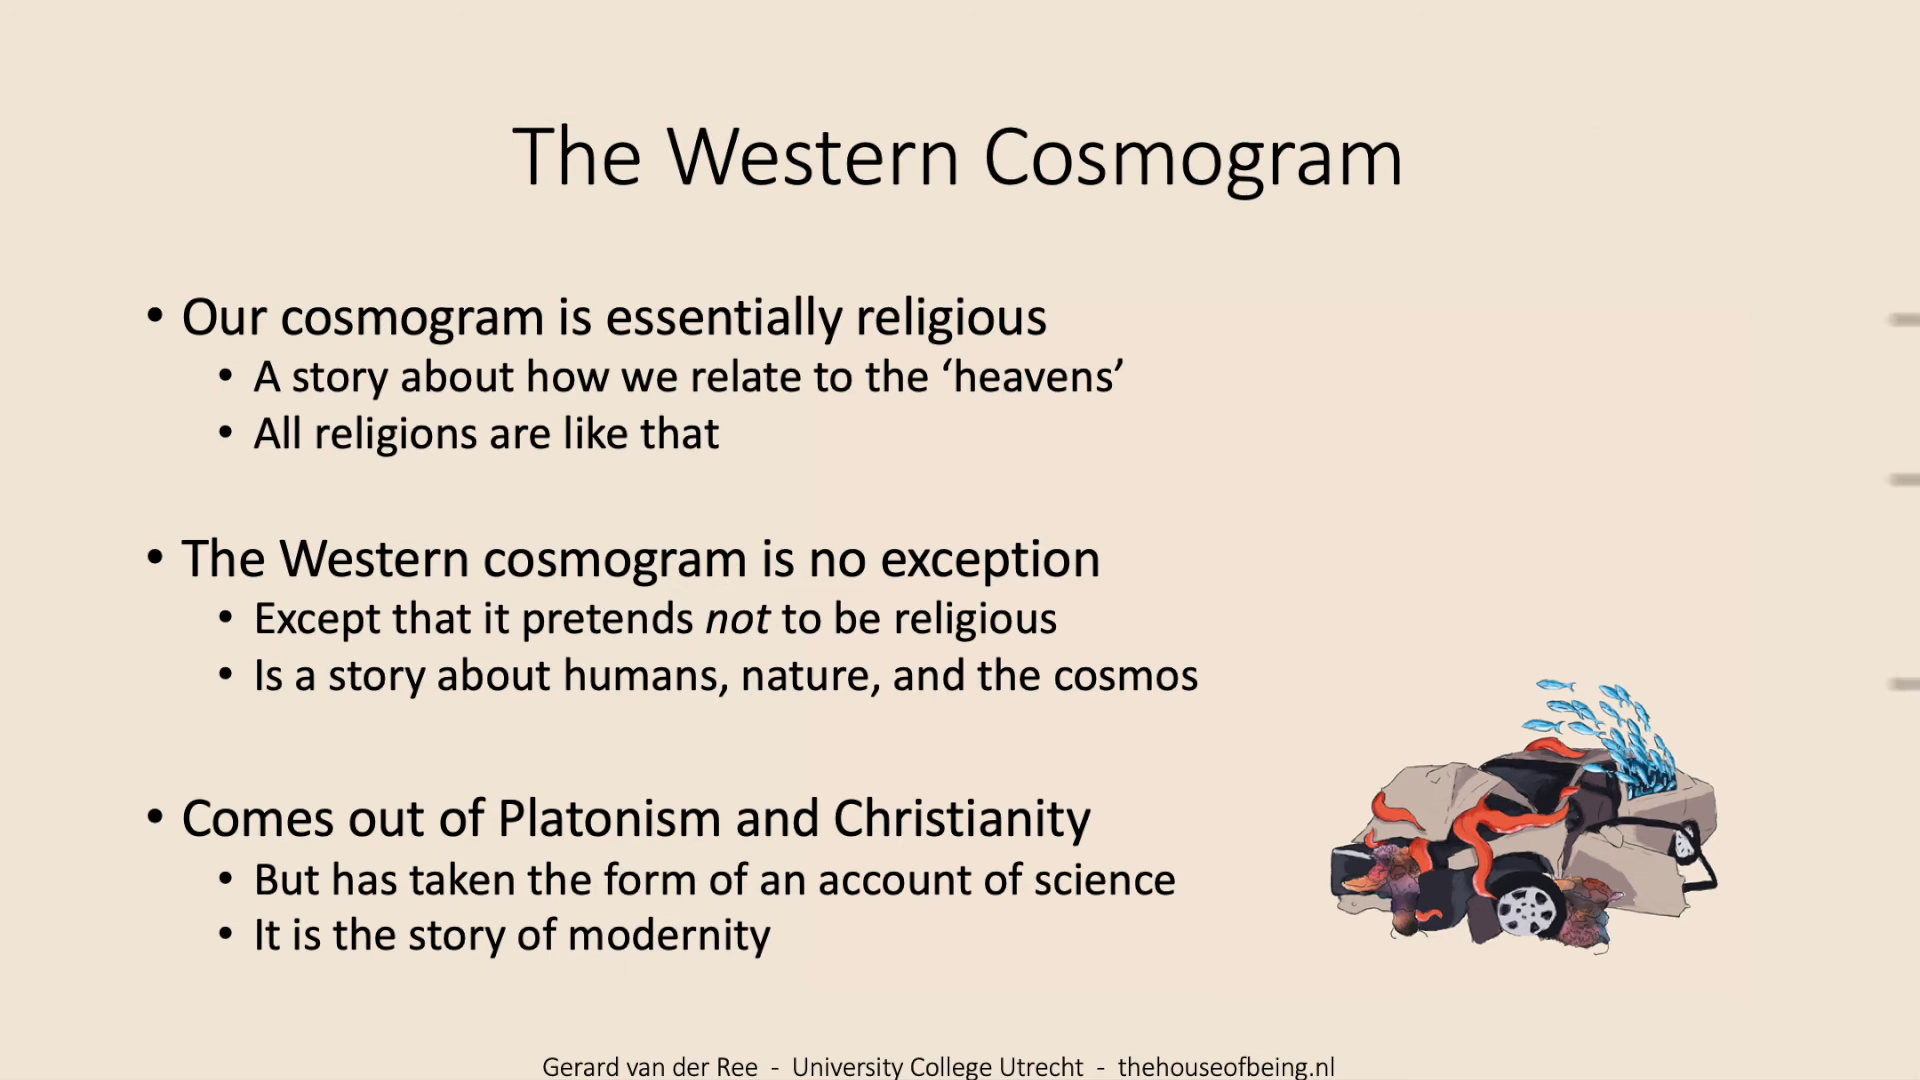 The Western Cosmogram
• Our cosmogram is essentially religious
• A story about how we relate to the ‘heavens’
• All religions are like that
• The Western cosmogram is no exception
• Except that it pretends not to be religious
• Is a story about humans, nature, and the cosmos
• Comes out of Platonism and Christianity
• But has taken the form of an account of science
• It is the story of modernity
Gerard van der Ree - University College Utrecht - thehouseofbeing.nl